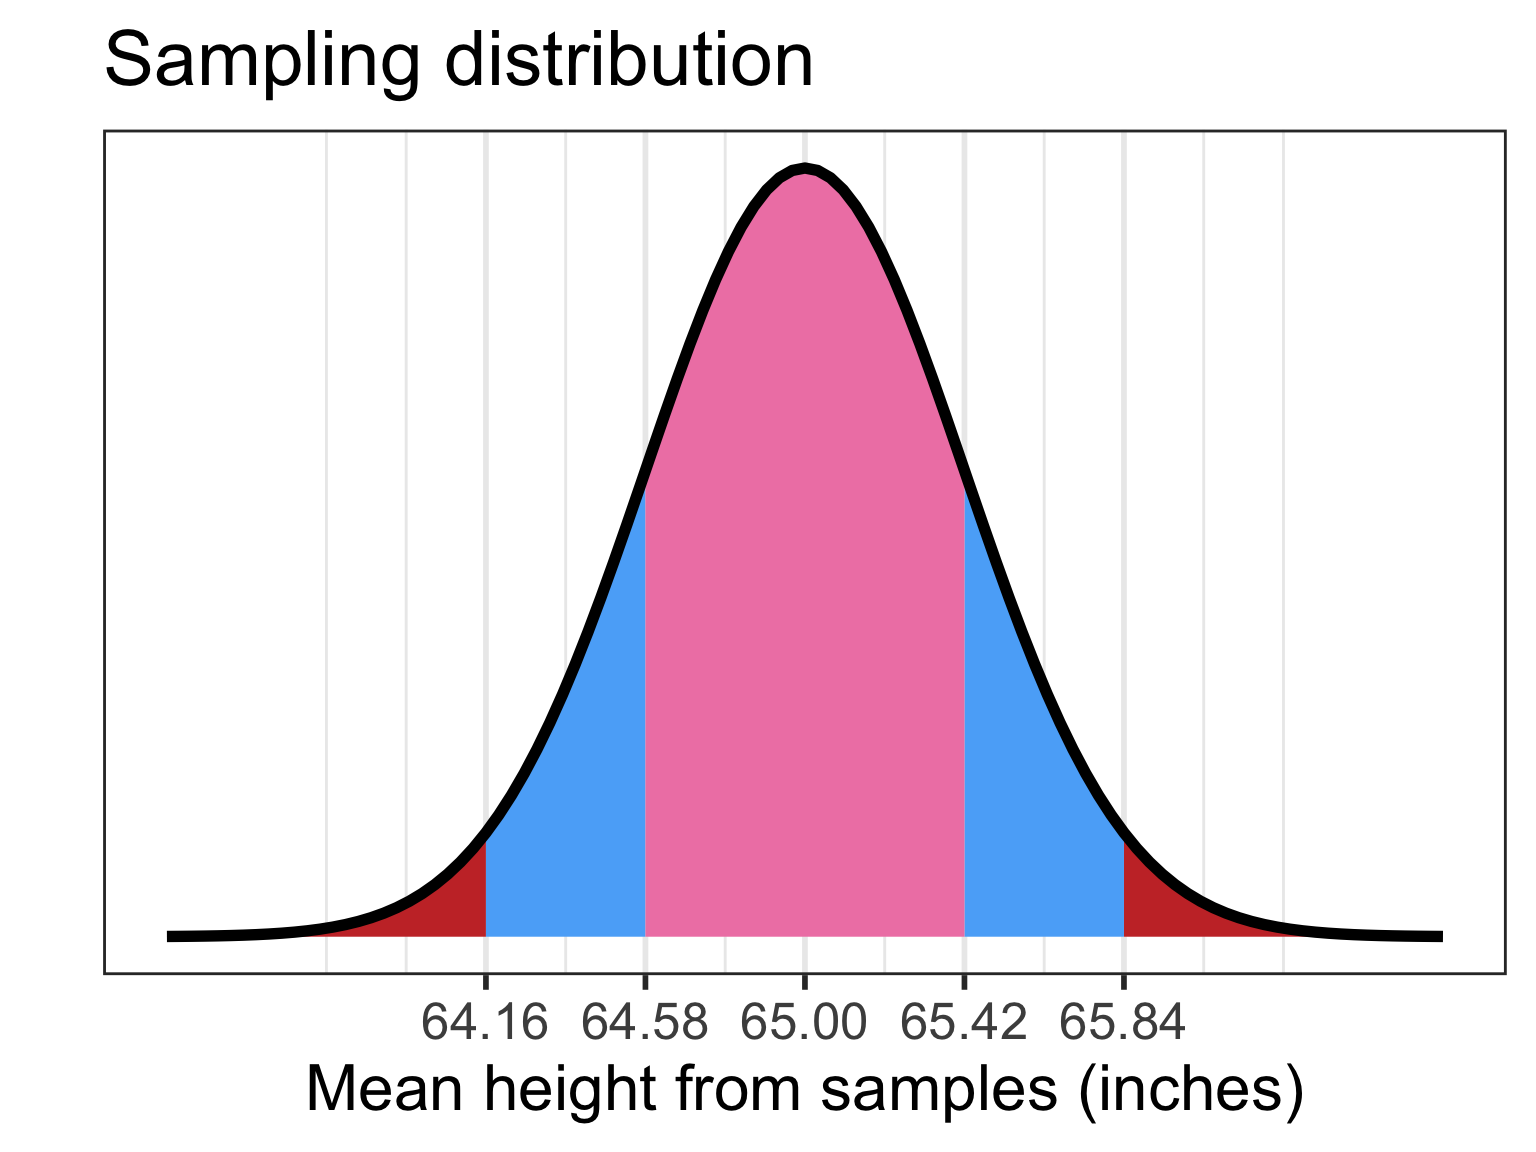 Sampling distribution
64.16 64.58 65.00 65.42 65.84
Mean height from samples (inches)